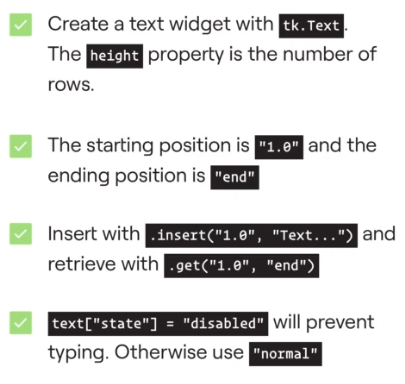 Create a text widget with tk.Text.
The height property is the number of
rows.
The starting position is "1.0" and the
ending position is "end"
Insert with .insert("1.0", "Text...") and
retrieve with .get("1.0", "end")
text["state"] = "disabled" will prevent
typing. Otherwise use "normal"